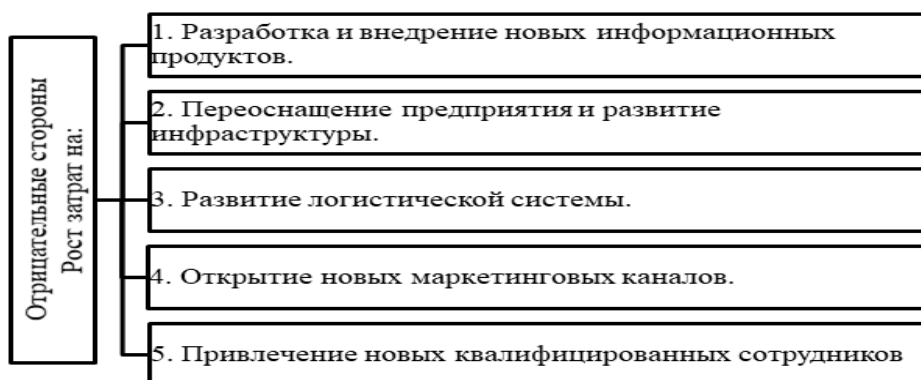 Отрицательные стороны
Рост затрат на:
1. Разработка и внедрение новых информационных
продуктов.
2. Переоснащение предприятия и развитие
инфраструктуры.
3. Развитие логистической системы.
4. Открытие новых маркетинговых каналов.
5. Привлечение новых квалифицированных сотрудников